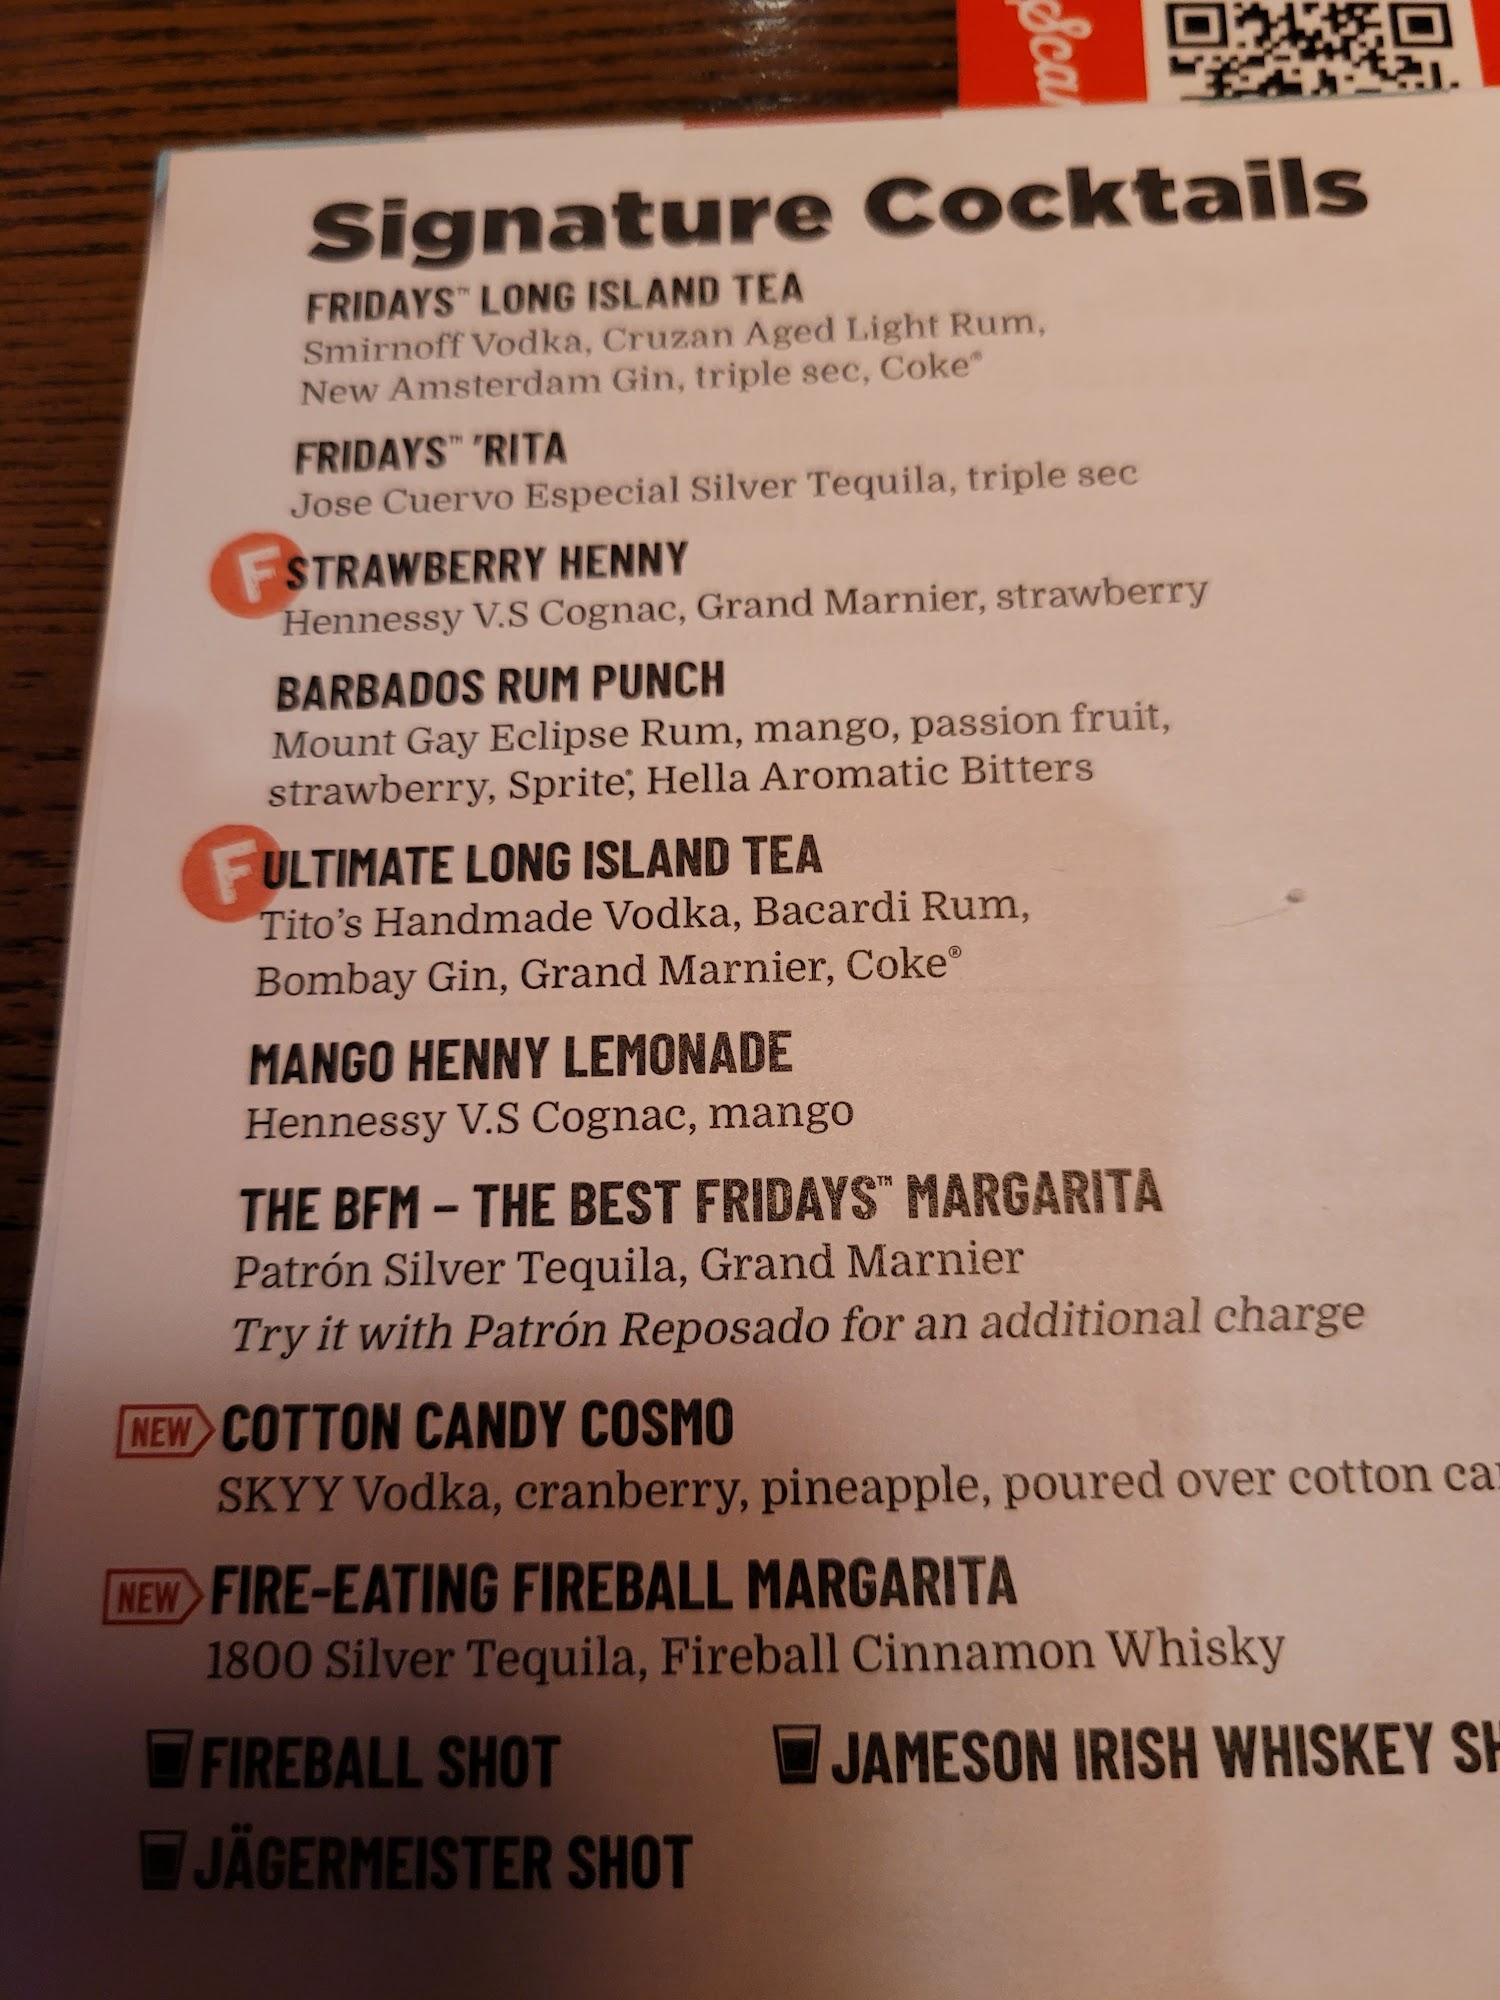 Sca
Signature Cocktails
FRIDAYS™ LONG ISLAND TEA
Smirnoff Vodka, Cruzan Aged Light Rum,
New Amsterdam Gin, triple sec, Coke®
FRIDAYS™ 'RITA
Jose Cuervo Especial Silver Tequila, triple sec
F STRAWBERRY HENNY
Hennessy V.S Cognac, Grand Marnier, strawberry
BARBADOS RUM PUNCH
Mount Gay Eclipse Rum, mango, passion fruit,
strawberry, Sprite®, Hella Aromatic Bitters
F ULTIMATE LONG ISLAND TEA
Tito's Handmade Vodka, Bacardi Rum,
Bombay Gin, Grand Marnier, Coke®
MANGO HENNY LEMONADE
Hennessy V.S Cognac, mango
THE BFM – THE BEST FRIDAYS™ MARGARITA
Patrón Silver Tequila, Grand Marnier
Try it with Patrón Reposado for an additional charge
NEW COTTON CANDY COSMO
SKYY Vodka, cranberry, pineapple, poured over cotton ca
NEW FIRE-EATING FIREBALL MARGARITA
1800 Silver Tequila, Fireball Cinnamon Whisky
FIREBALL SHOT
JAMESON IRISH WHISKEY SH
JÄGERMEISTER SHOT